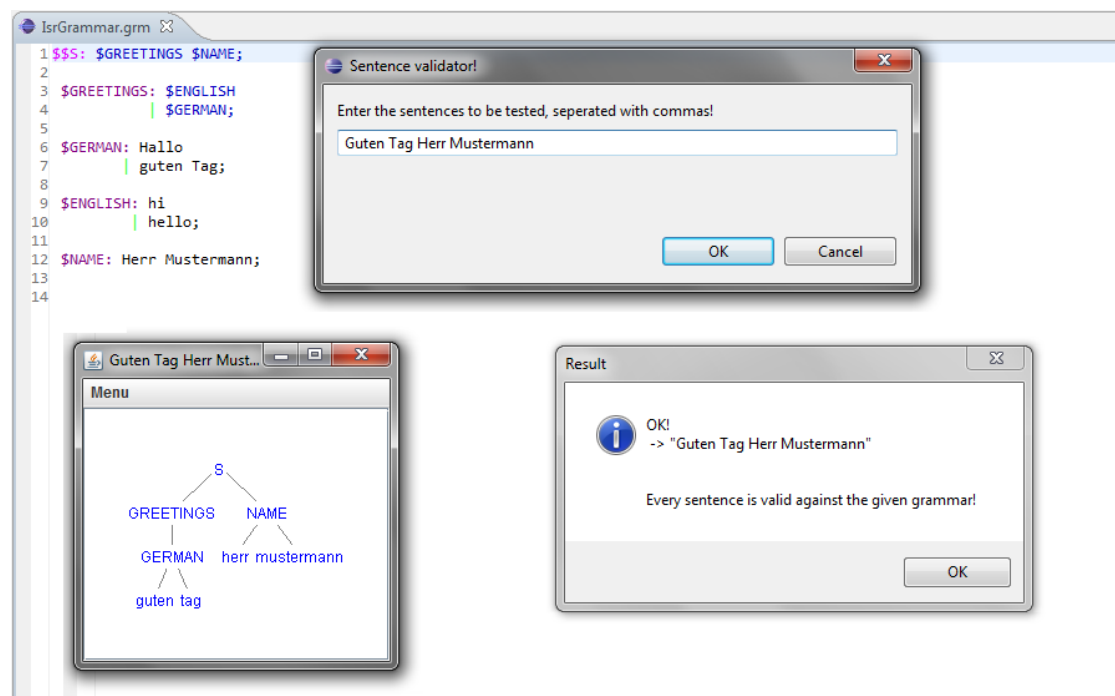 IsrGrammar.grm
1 $$S: $GREETINGS $NAME;
2
3 $GREETINGS: $ENGLISH
4 | $GERMAN;
5
6 $GERMAN: Hallo
7 | guten Tag;
8
9 $ENGLISH: hi
10 | hello;
11
12 $NAME: Herr Mustermann;
13
14
Sentence validator!
Enter the sentences to be tested, seperated with commas!
Guten Tag Herr Mustermann
OK Cancel
Guten Tag Herr Must...
Menu
S
GREETINGS NAME
GERMAN herr mustermann
guten tag
Result
OK!
-> "Guten Tag Herr Mustermann"
Every sentence is valid against the given grammar!
OK